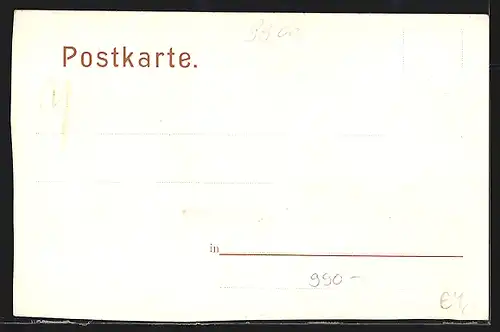 Postkarte.
in
990-